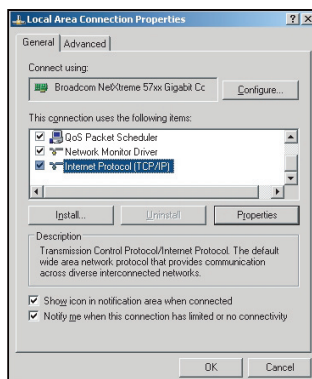 Local Area Connection Properties
General Advanced
Connect using:
Broadcom NetXtreme 57xx Gigabit Cc
Configure...
This connection uses the following items:
QoS Packet Scheduler
Network Monitor Driver
Internet Protocol (TCP/IP)
Install... Uninstall Properties
Description
Transmission Control Protocol/Internet Protocol. The default
wide area network protocol that provides communication
across diverse interconnected networks.
Show icon in notification area when connected
Notify me when this connection has limited or no connectivity
OK Cancel